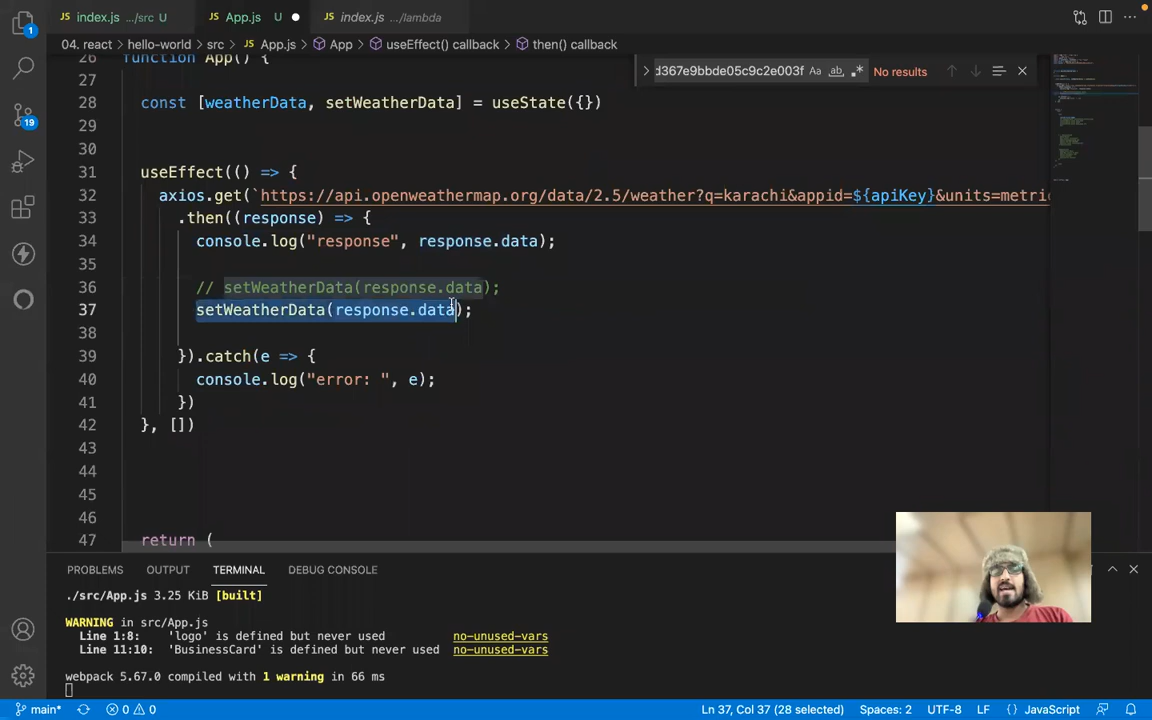 1
index.js .../src U
App.js U
index.js .../lambda
04. react > hello-world > src > App.js > App > useEffect() callback > then() callback
26 function App() {
d367e9bbde05c9c2e003f Aa ab .* No results
27
28 const [weatherData, setWeatherData] = useState({})
29
30
31 useEffect(() => {
32 axios.get(`https://api.openweathermap.org/data/2.5/weather?q=karachi&appid=${apiKey}&units=metric
33 .then((response) => {
34 console.log("response", response.data);
35
36 // setWeatherData(response.data);
37 setWeatherData(response.data);
38
39 }).catch(e => {
40 console.log("error: ", e);
41 })
42 }, [])
43
44
45
46
47 return (
19
PROBLEMS OUTPUT TERMINAL DEBUG CONSOLE
./src/App.js 3.25 KiB [built]
WARNING in src/App.js
Line 1:8: 'logo' is defined but never used no-unused-vars
Line 11:10: 'BusinessCard' is defined but never used no-unused-vars
webpack 5.67.0 compiled with 1 warning in 66 ms
main* 0 0 Ln 37, Col 37 (28 selected) Spaces: 2 UTF-8 LF {} JavaScript